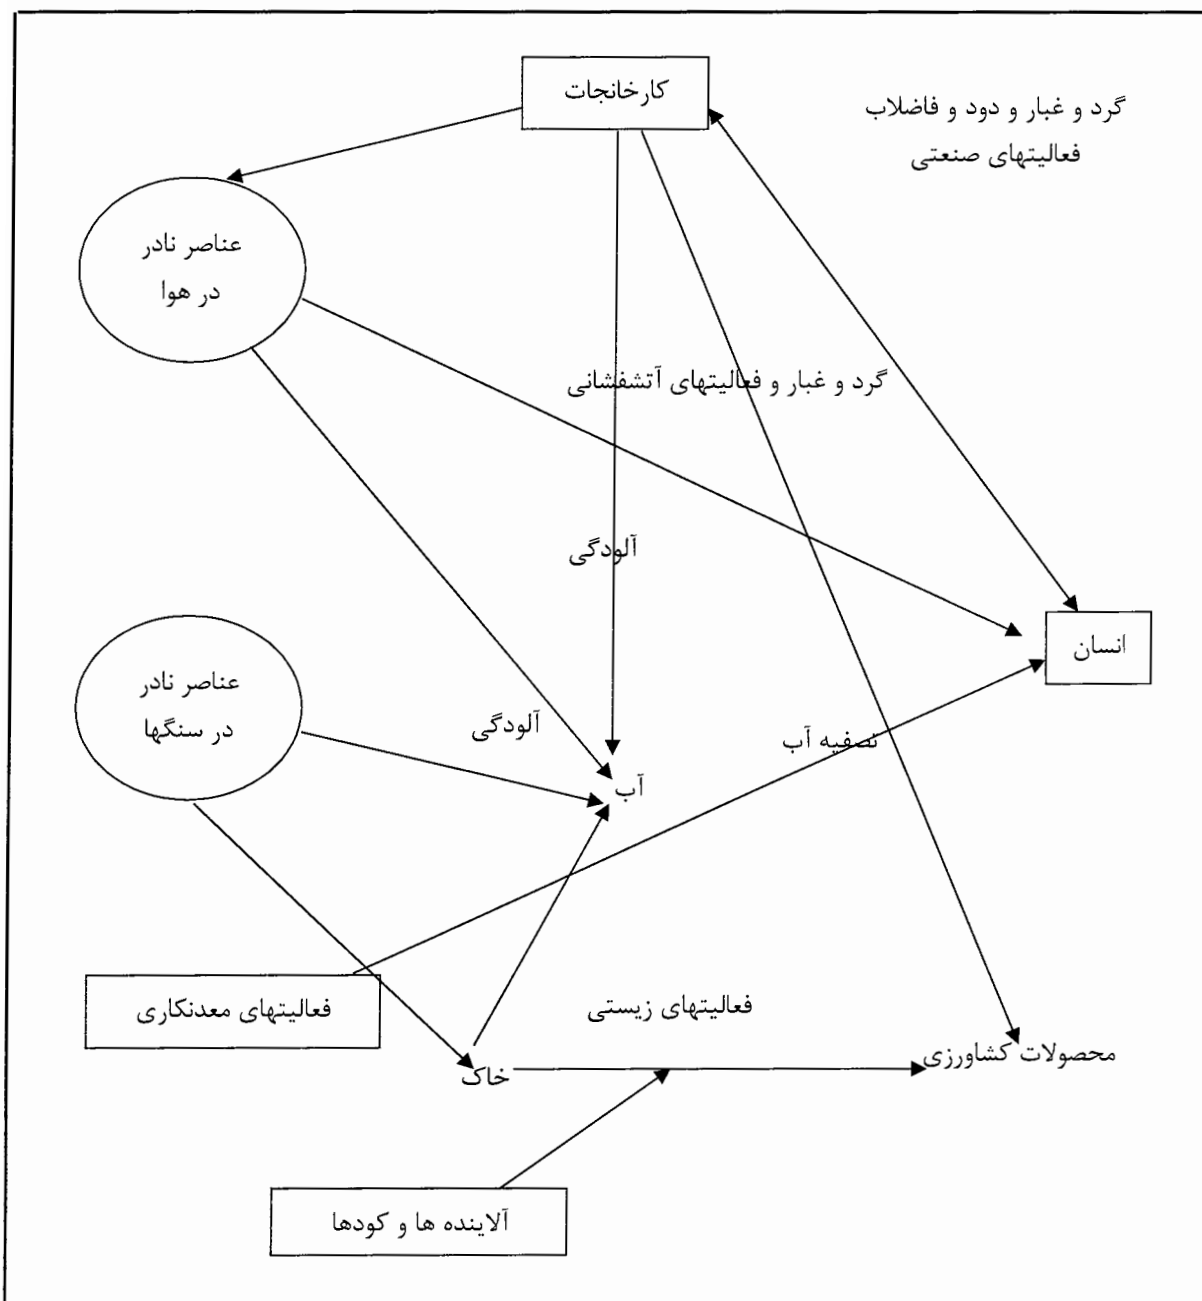 کارخانجات
گرد و غبار و دود و فاضلاب
فعالیتهای صنعتی
عناصر نادر
در هوا
گرد و غبار و فعالیتهای آتشفشانی
آلودگی
انسان
عناصر نادر
در سنگها
آلودگی
تصفیه آب
آب
فعالیتهای معدنکاری
فعالیتهای زیستی
محصولات کشاورزی
خاک
آلاینده ها و کودها